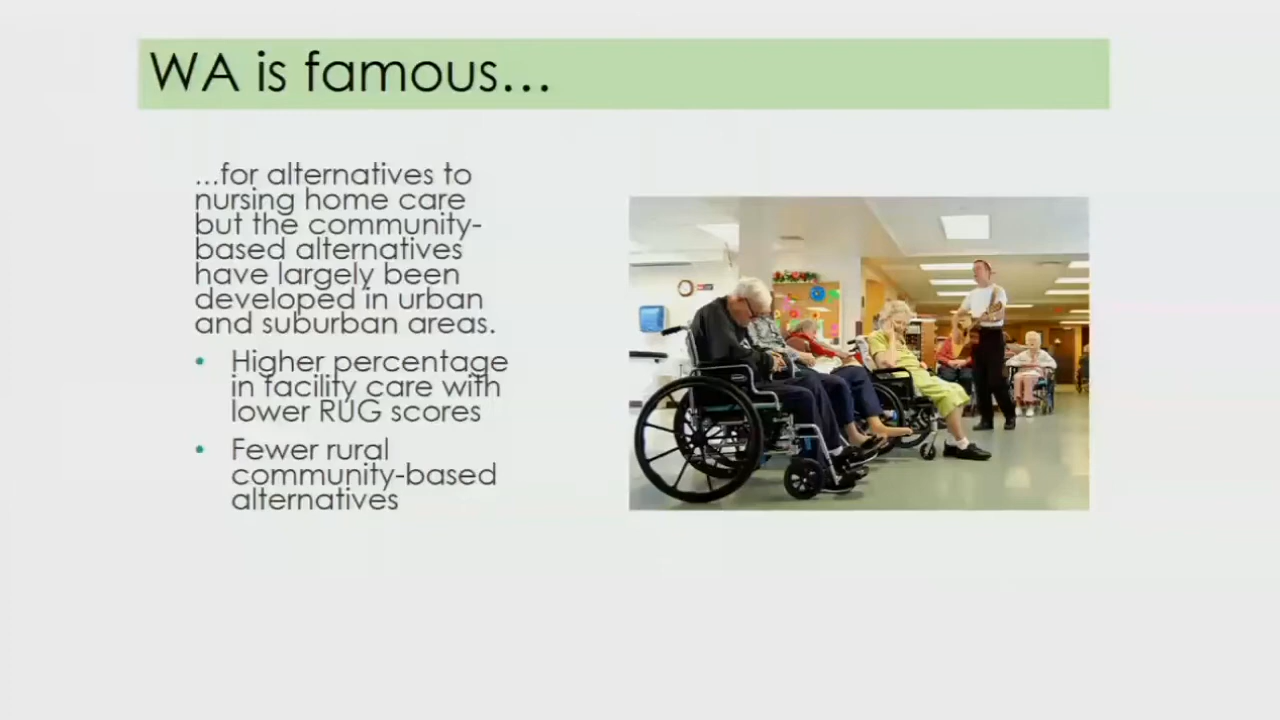 WA is famous…
…for alternatives to
nursing home care
but the community-
based alternatives
have largely been
developed in urban
and suburban areas.
• Higher percentage
in facility care with
lower RUG scores
• Fewer rural
community-based
alternatives